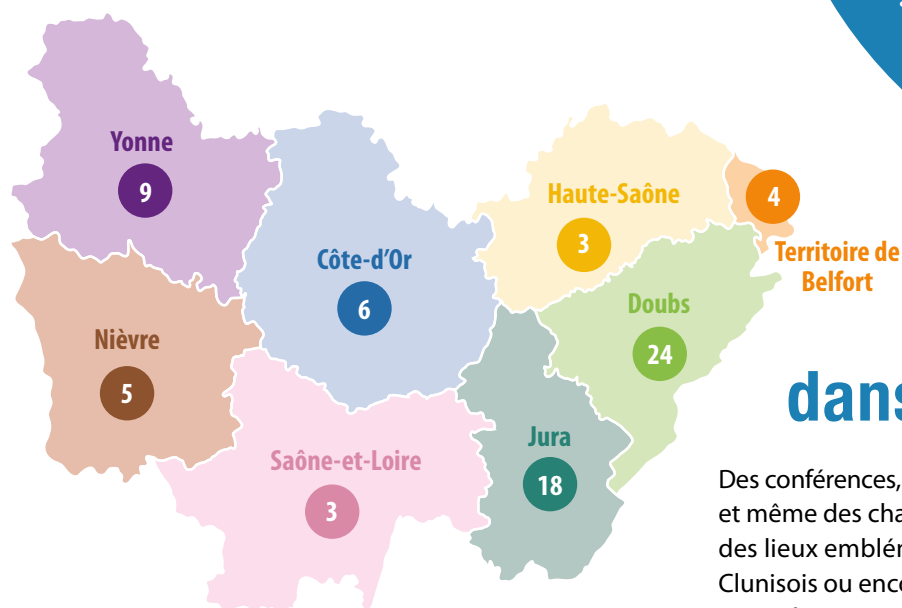 Yonne
9
Haute-Saône
3
4
Territoire de
Belfort
Côte-d'Or
6
Doubs
24
Nièvre
5
dans
Jura
18
Saône-et-Loire
3
Des conférences,
et même des cha
des lieux emblém
Clunisois ou enco